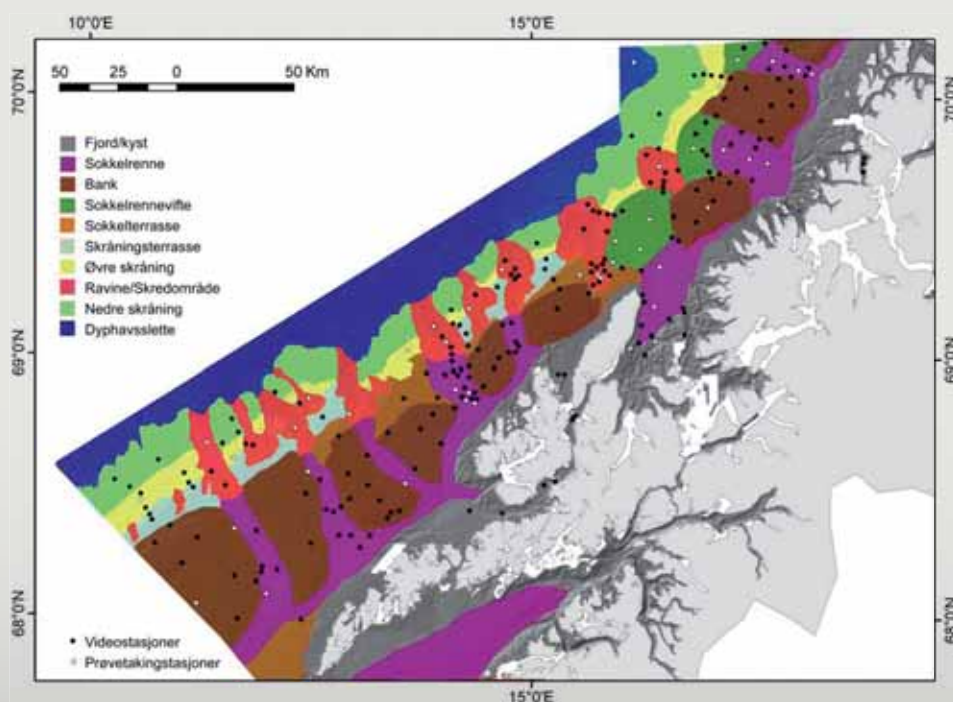 10°0'E 15°0'E
50 25 0 50 Km
70°0'N 70°0'N
Fjord/kyst
Sokkelrenne
Bank
Sokkelrennevifte
Sokkelterrasse
Skråningsterrasse
Øvre skråning
Ravine/Skredområde
Nedre skråning
Dyphavsslette
69°0'N 69°0'N
68°0'N 68°0'N
Videostasjoner
Prøvetakingstasjoner
15°0'E